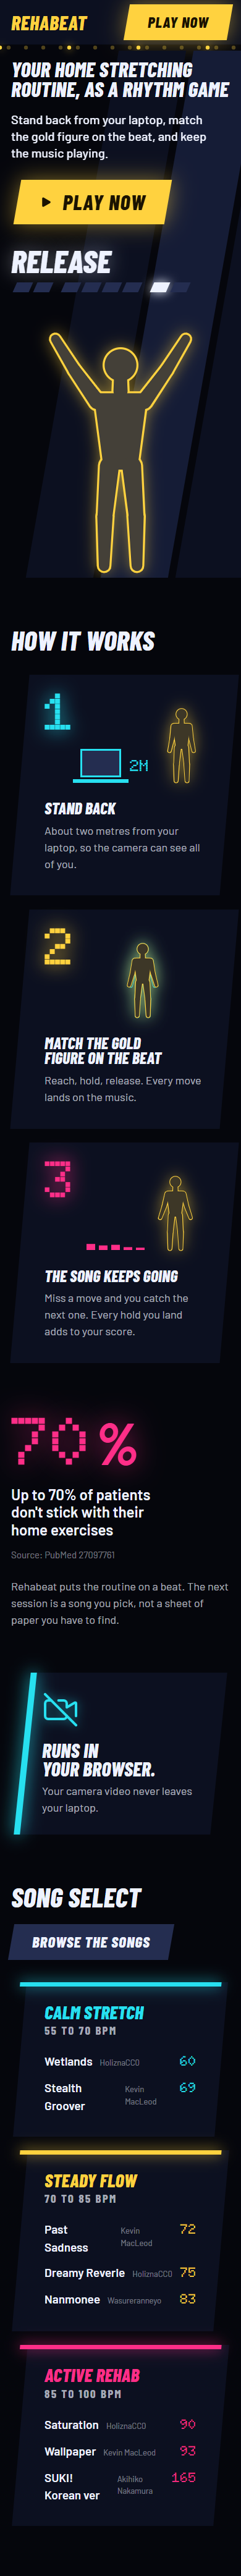 REHABEAT
PLAY NOW
YOUR HOME STRETCHING
ROUTINE, AS A RHYTHM GAME
Stand back from your laptop, match
the gold figure on the beat, and keep
the music playing.
PLAY NOW
RELEASE
HOW IT WORKS
1
2M
STAND BACK
About two metres from your
laptop, so the camera can see all
of you.
2
MATCH THE GOLD
FIGURE ON THE BEAT
Reach, hold, release. Every move
lands on the music.
3
THE SONG KEEPS GOING
Miss a move and you catch the
next one. Every hold you land
adds to your score.
70%
Up to 70% of patients
don't stick with their
home exercises
Source: PubMed 27097761
Rehabeat puts the routine on a beat. The next
session is a song you pick, not a sheet of
paper you have to find.
RUNS IN
YOUR BROWSER.
Your camera video never leaves
your laptop.
SONG SELECT
BROWSE THE SONGS
CALM STRETCH
55 TO 70 BPM
Wetlands HoliznaCC0 60
Stealth Groover Kevin MacLeod 69
STEADY FLOW
70 TO 85 BPM
Past Sadness Kevin MacLeod 72
Dreamy Reverie HoliznaCC0 75
Nanmonee Wasureranneyo 83
ACTIVE REHAB
85 TO 100 BPM
Saturation HoliznaCC0 90
Wallpaper Kevin MacLeod 93
SUKI! Korean ver Akihiko Nakamura 165